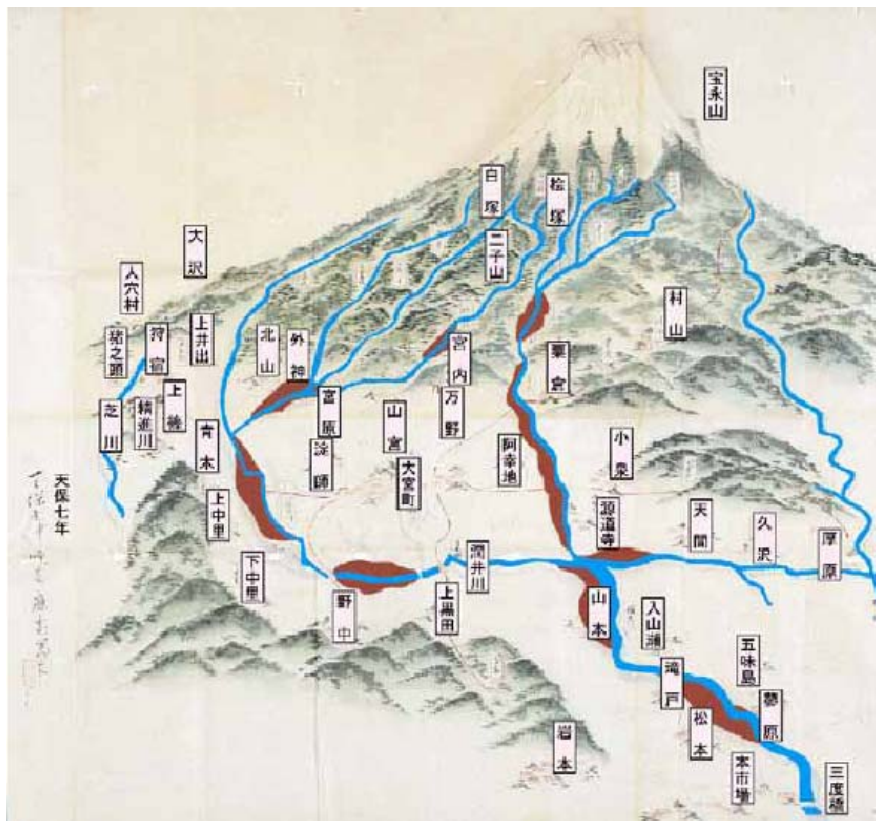 宝永山
白塚
桧塚
大沢
二子山
人穴村
猪之頭
狩宿
上井出
北山
外神
宮内
村山
粟倉
芝川
精進川
上条
青木
富原
淀師
山宮
万野
大宮町
阿幸地
小泉
上中里
源道寺
天間
久沢
厚原
天保七年
下中里
野中
潤井川
上黒田
山本
入山瀬
滝戸
五味島
蓼原
松本
岩本
本市場
三度橋